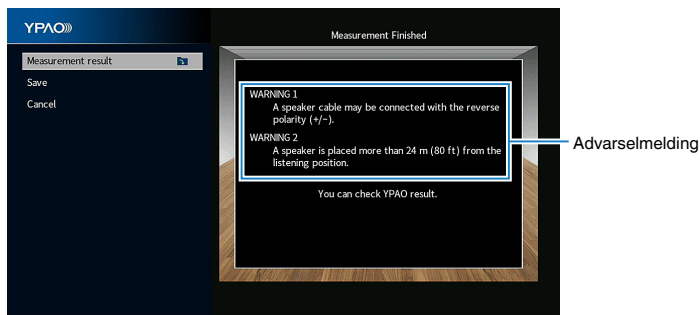 YPAO
Measurement Finished
Measurement result
Save
Cancel
WARNING 1
A speaker cable may be connected with the reverse
polarity (+/-).
WARNING 2
A speaker is placed more than 24 m (80 ft) from the
listening position.
You can check YPAO result.
Advarselmelding